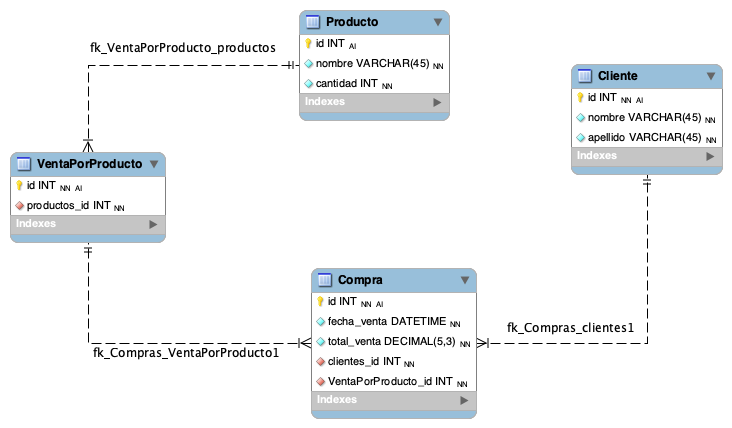 Producto
id INT AI
nombre VARCHAR(45) NN
cantidad INT NN
Indexes
fk_VentaPorProducto_productos
Cliente
id INT NN AI
nombre VARCHAR(45) NN
apellido VARCHAR(45) NN
Indexes
VentaPorProducto
id INT NN AI
productos_id INT NN
Indexes
Compra
id INT NN AI
fecha_venta DATETIME NN
total_venta DECIMAL(5,3) NN
clientes_id INT NN
VentaPorProducto_id INT NN
Indexes
fk_Compras_clientes1
fk_Compras_VentaPorProducto1